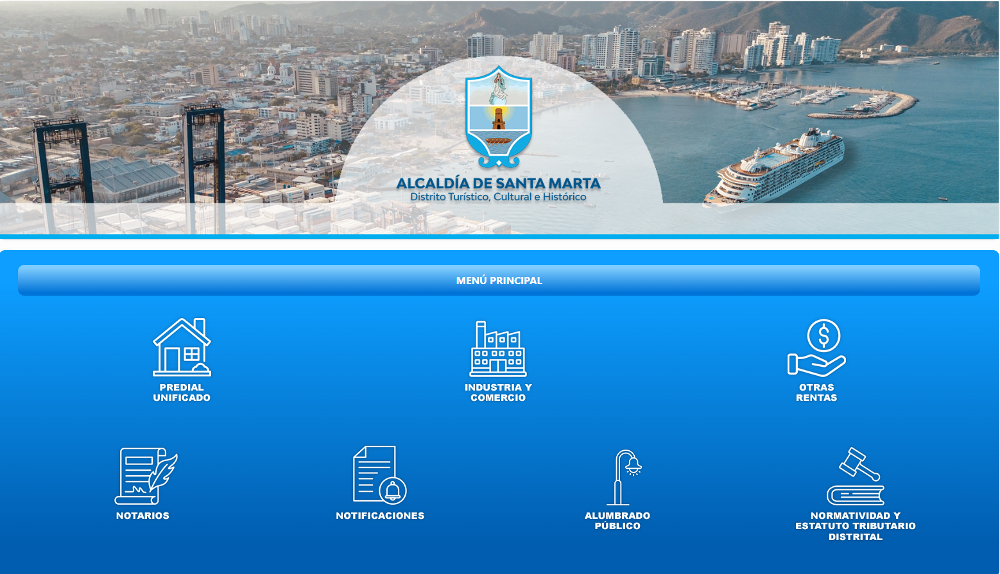 ALCALDÍA DE SANTA MARTA
Distrito Turístico, Cultural e Histórico
MENÚ PRINCIPAL
PREDIAL
UNIFICADO
INDUSTRIA Y
COMERCIO
OTRAS
RENTAS
NOTARIOS
NOTIFICACIONES
ALUMBRADO
PÚBLICO
NORMATIVIDAD Y
ESTATUTO TRIBUTARIO
DISTRITAL